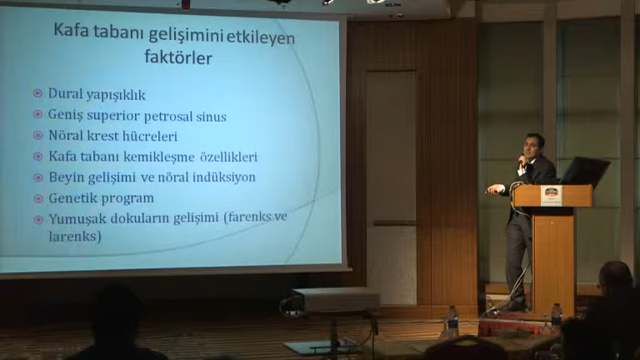 Kafa tabanı gelişimini etkileyen
faktörler
Dural yapışıklık
Geniş superior petrosal sinus
Nöral krest hücreleri
Kafa tabanı kemikleşme özellikleri
Beyin gelişimi ve nöral indüksiyon
Genetik program
Yumuşak dokuların gelişimi (farenks ve
larenks)